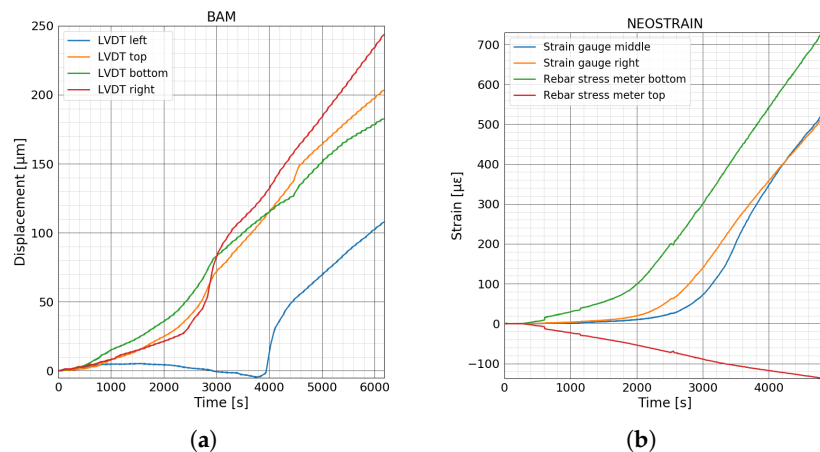 BAM
250
200
150
100
50
0
Displacement [μm]
LVDT left
LVDT top
LVDT bottom
LVDT right
0 1000 2000 3000 4000 5000 6000
Time [s]
(a)
NEOSTRAIN
700
600
500
400
300
200
100
0
−100
Strain [με]
Strain gauge middle
Strain gauge right
Rebar stress meter bottom
Rebar stress meter top
0 1000 2000 3000 4000
Time [s]
(b)